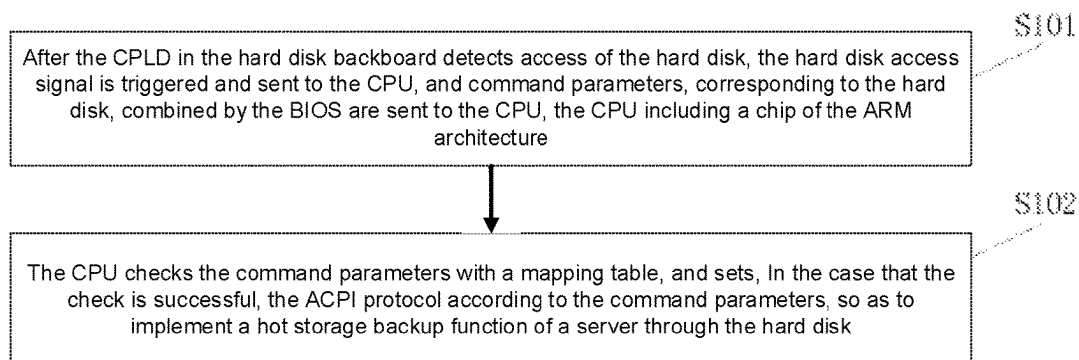 S101
After the CPLD in the hard disk backboard detects access of the hard disk, the hard disk access
signal is triggered and sent to the CPU, and command parameters, corresponding to the hard
disk, combined by the BIOS are sent to the CPU, the CPU including a chip of the ARM
architecture
S102
The CPU checks the command parameters with a mapping table, and sets, In the case that the
check is successful, the ACPI protocol according to the command parameters, so as to
implement a hot storage backup function of a server through the hard disk